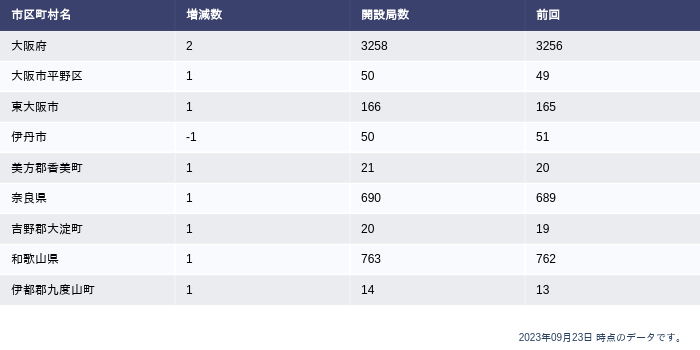 市区町村名 増減数 開設局数 前回
大阪府 2 3258 3256
大阪市平野区 1 50 49
東大阪市 1 166 165
伊丹市 -1 50 51
美方郡香美町 1 21 20
奈良県 1 690 689
吉野郡大淀町 1 20 19
和歌山県 1 763 762
伊都郡九度山町 1 14 13
2023年09月23日 時点のデータです。